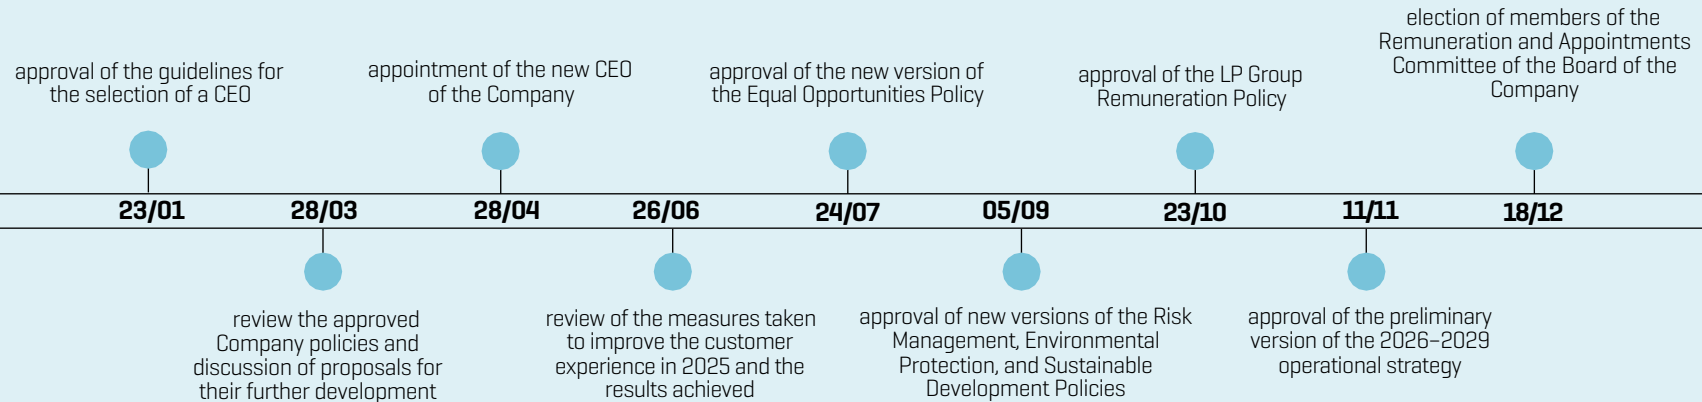 approval of the guidelines for
the selection of a CEO
appointment of the new CEO
of the Company
approval of the new version of
the Equal Opportunities Policy
approval of the LP Group
Remuneration Policy
election of members of the
Remuneration and Appointments
Committee of the Board of the
Company
23/01
28/03
28/04
26/06
24/07
05/09
23/10
11/11
18/12
review the approved
Company policies and
discussion of proposals for
their further development
review of the measures taken
to improve the customer
experience in 2025 and the
results achieved
approval of new versions of the Risk
Management, Environmental
Protection, and Sustainable
Development Policies
approval of the preliminary
version of the 2026–2029
operational strategy